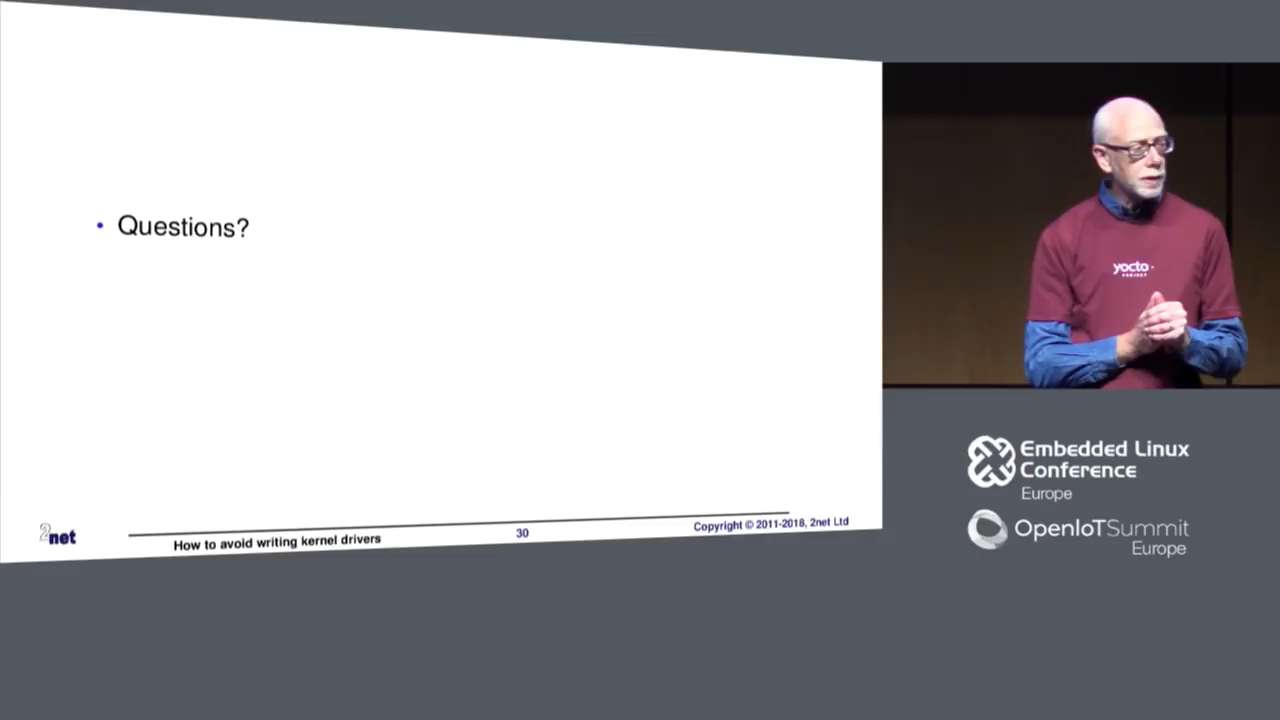 • Questions?
2net
How to avoid writing kernel drivers
30
Copyright © 2011-2018, 2net Ltd
yocto
PROJECT
Embedded Linux
Conference
Europe
OpenIoTSummit
Europe